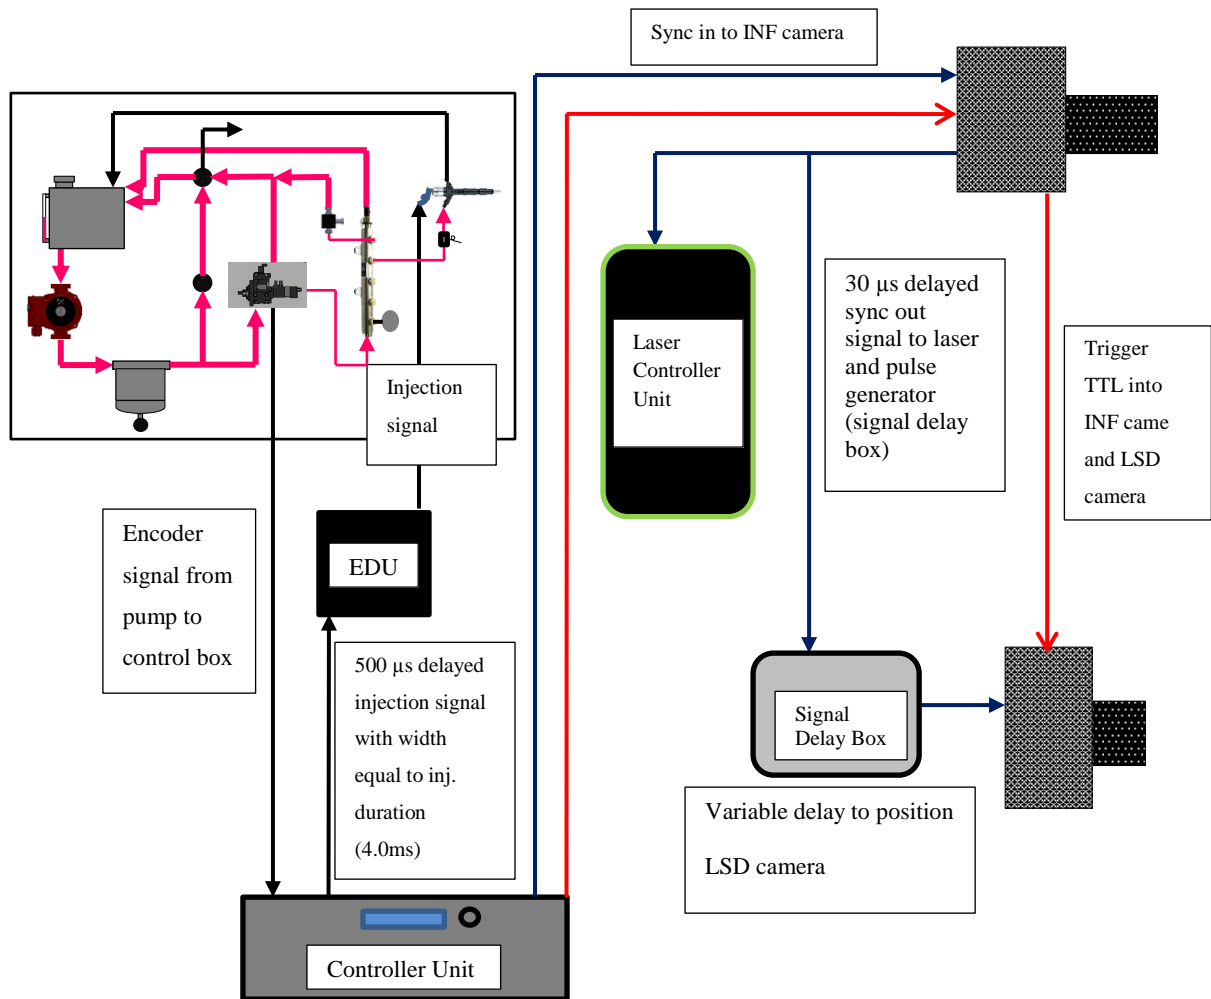 Sync in to INF camera
Injection
signal
Laser
Controller
Unit
30 µs delayed
sync out
signal to laser
and pulse
generator
(signal delay
box)
Trigger
TTL into
INF came
and LSD
camera
Encoder
signal from
pump to
control box
EDU
500 µs delayed
injection signal
with width
equal to inj.
duration
(4.0ms)
Signal
Delay Box
Variable delay to position
LSD camera
Controller Unit